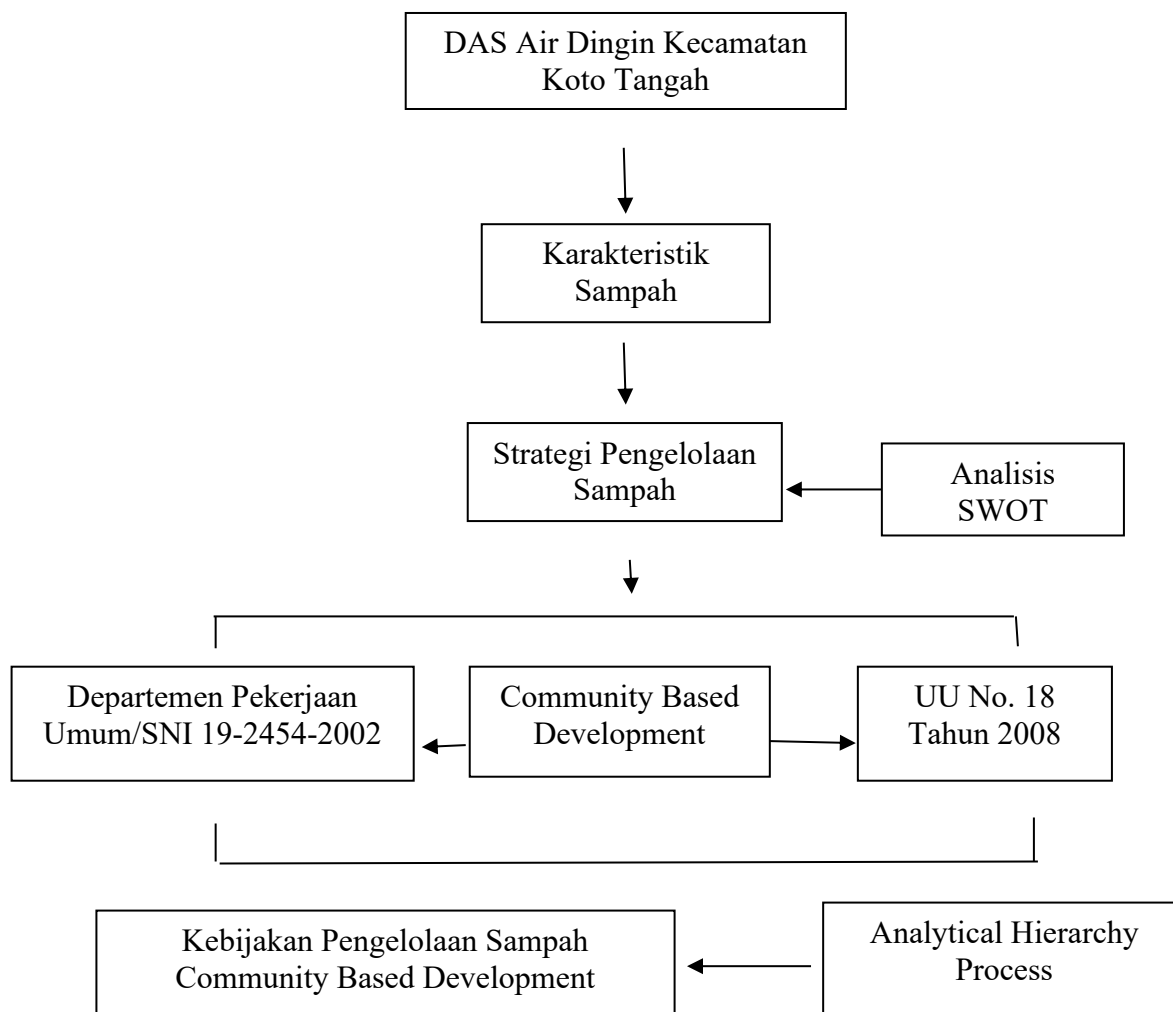 DAS Air Dingin Kecamatan
Koto Tangah
Karakteristik
Sampah
Strategi Pengelolaan
Sampah
Analisis
SWOT
Departemen Pekerjaan
Umum/SNI 19-2454-2002
Community Based
Development
UU No. 18
Tahun 2008
Kebijakan Pengelolaan Sampah
Community Based Development
Analytical Hierarchy
Process